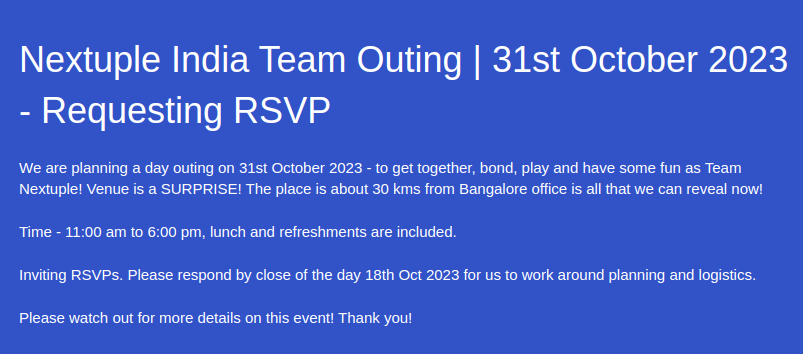 Nextuple India Team Outing | 31st October 2023
- Requesting RSVP
We are planning a day outing on 31st October 2023 - to get together, bond, play and have some fun as Team
Nextuple! Venue is a SURPRISE! The place is about 30 kms from Bangalore office is all that we can reveal now!
Time - 11:00 am to 6:00 pm, lunch and refreshments are included.
Inviting RSVPs. Please respond by close of the day 18th Oct 2023 for us to work around planning and logistics.
Please watch out for more details on this event! Thank you!